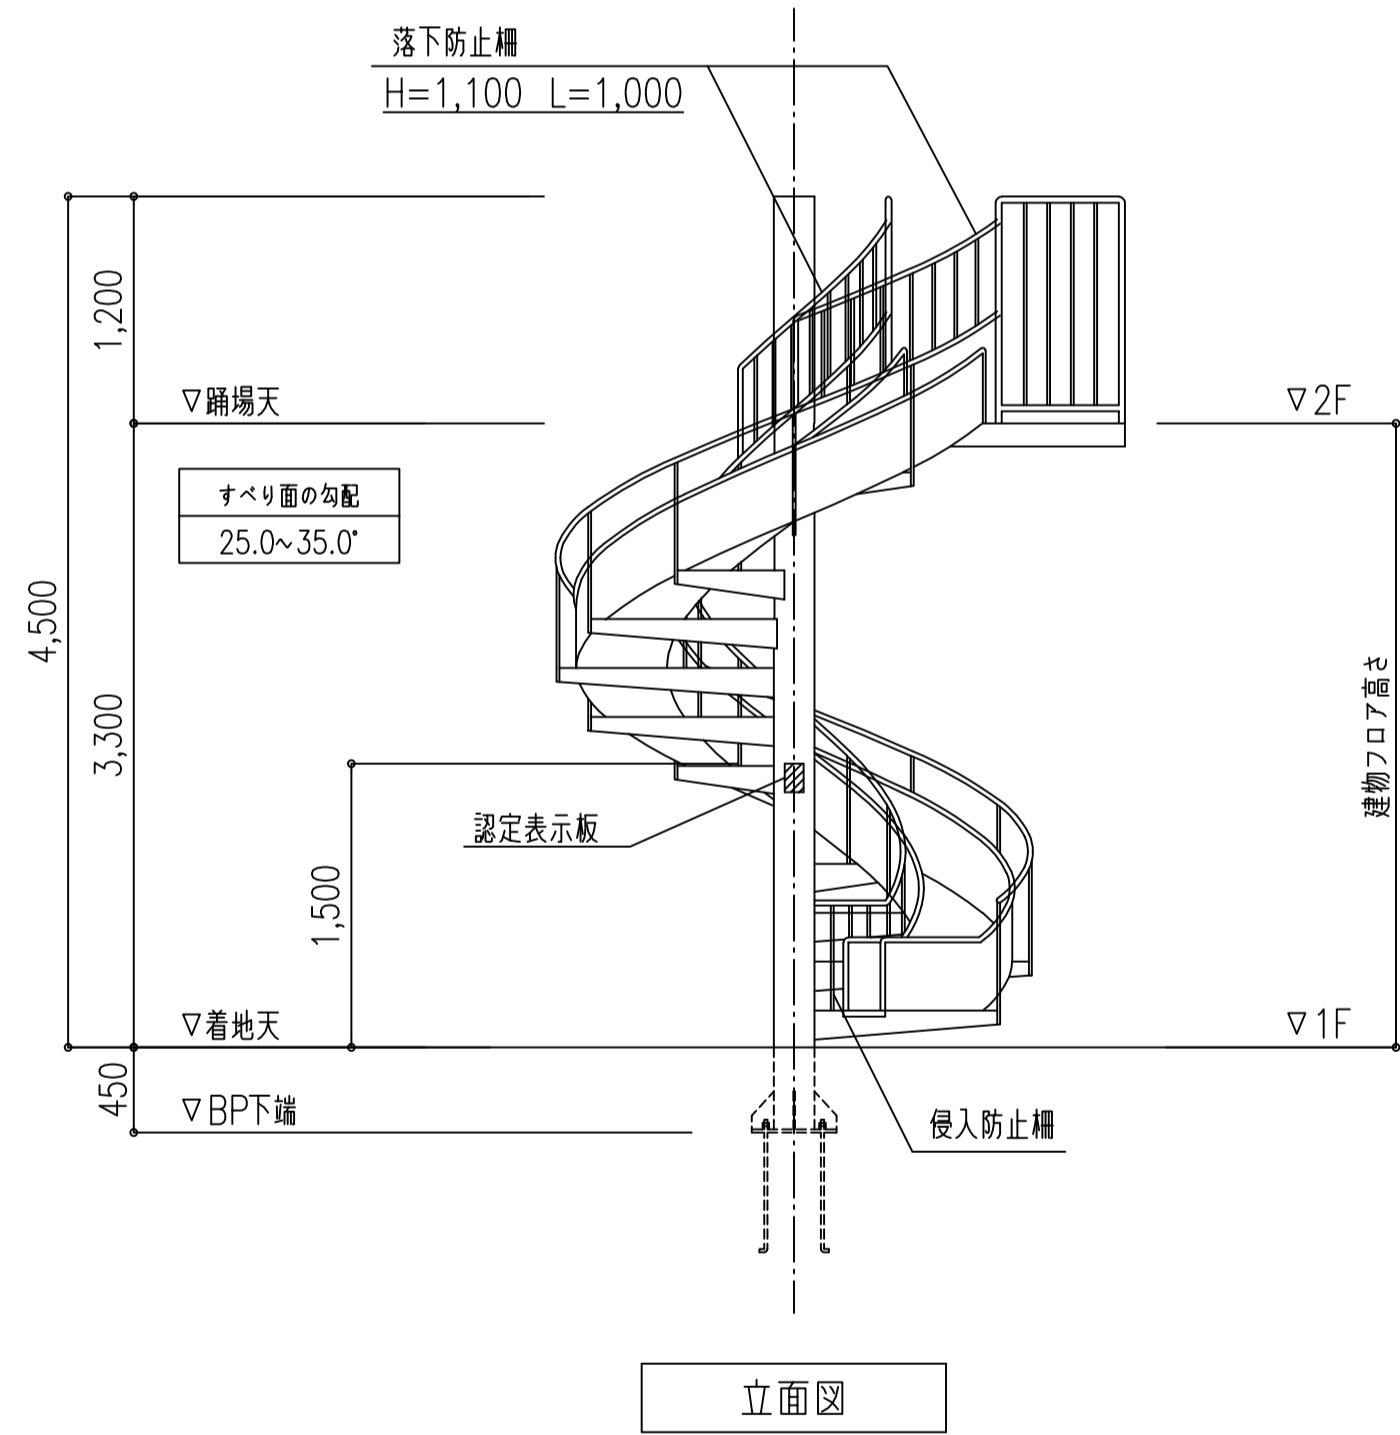 落下防止柵
H=1,100 L=1,000
1,200
▽踊場天
▽2F
すべり面の勾配
25.0~35.0°
4,500
3,300
建物フロア高さ
認定表示板
1,500
▽着地天
▽1F
450
▽BP下端
侵入防止柵
立面図